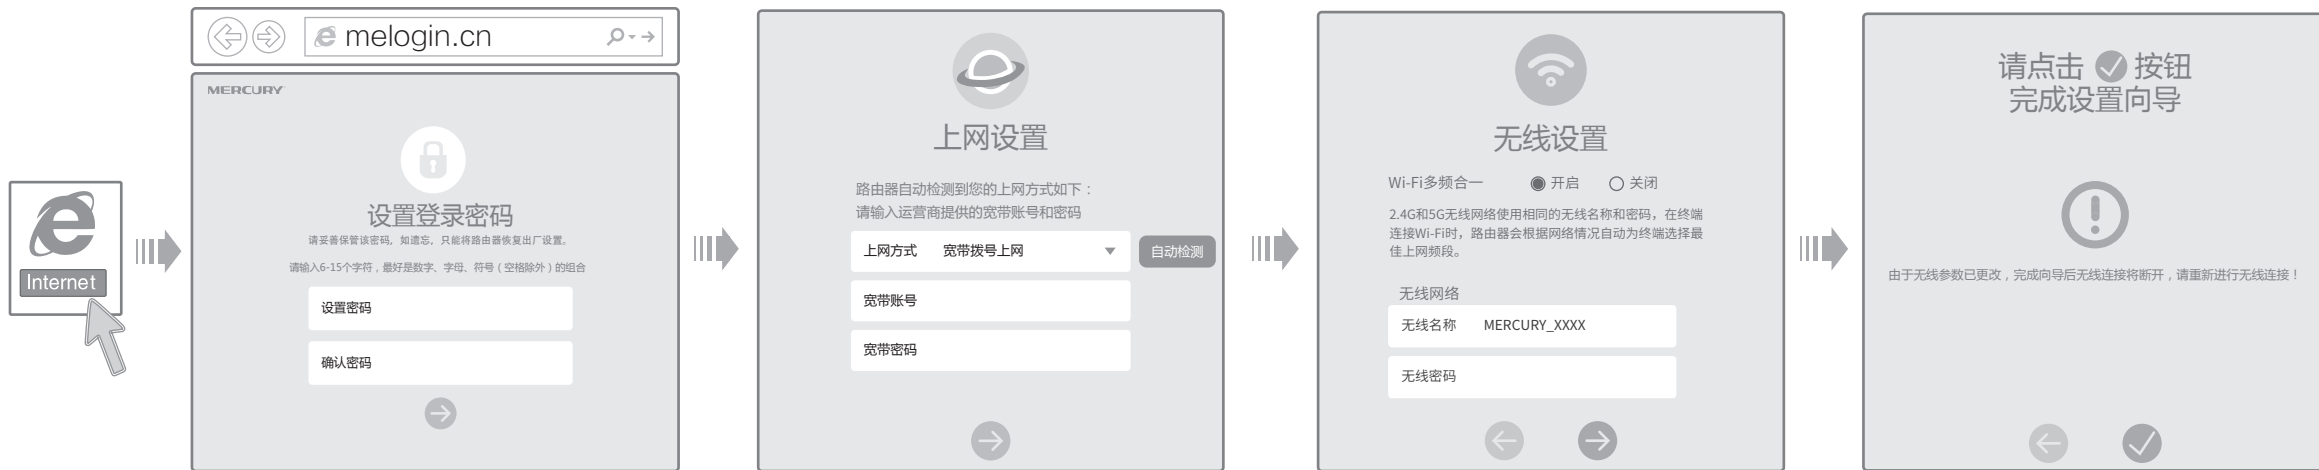 Internet
melogin.cn
MERCURY
设置登录密码
请妥善保管该密码，如遗忘，只能将路由器恢复出厂设置。
请输入6-15个字符，最好是数字、字母、符号（空格除外）的组合
设置密码
确认密码
上网设置
路由器自动检测到您的上网方式如下：
请输入运营商提供的宽带账号和密码
上网方式 宽带拨号上网 自动检测
宽带账号
宽带密码
无线设置
Wi-Fi多频合一 开启 关闭
2.4G和5G无线网络使用相同的无线名称和密码，在终端
连接Wi-Fi时，路由器会根据网络情况自动为终端选择最
佳上网频段。
无线网络
无线名称 MERCURY_XXXX
无线密码
请点击 按钮
完成设置向导
由于无线参数已更改，完成向导后无线连接将断开，请重新进行无线连接！